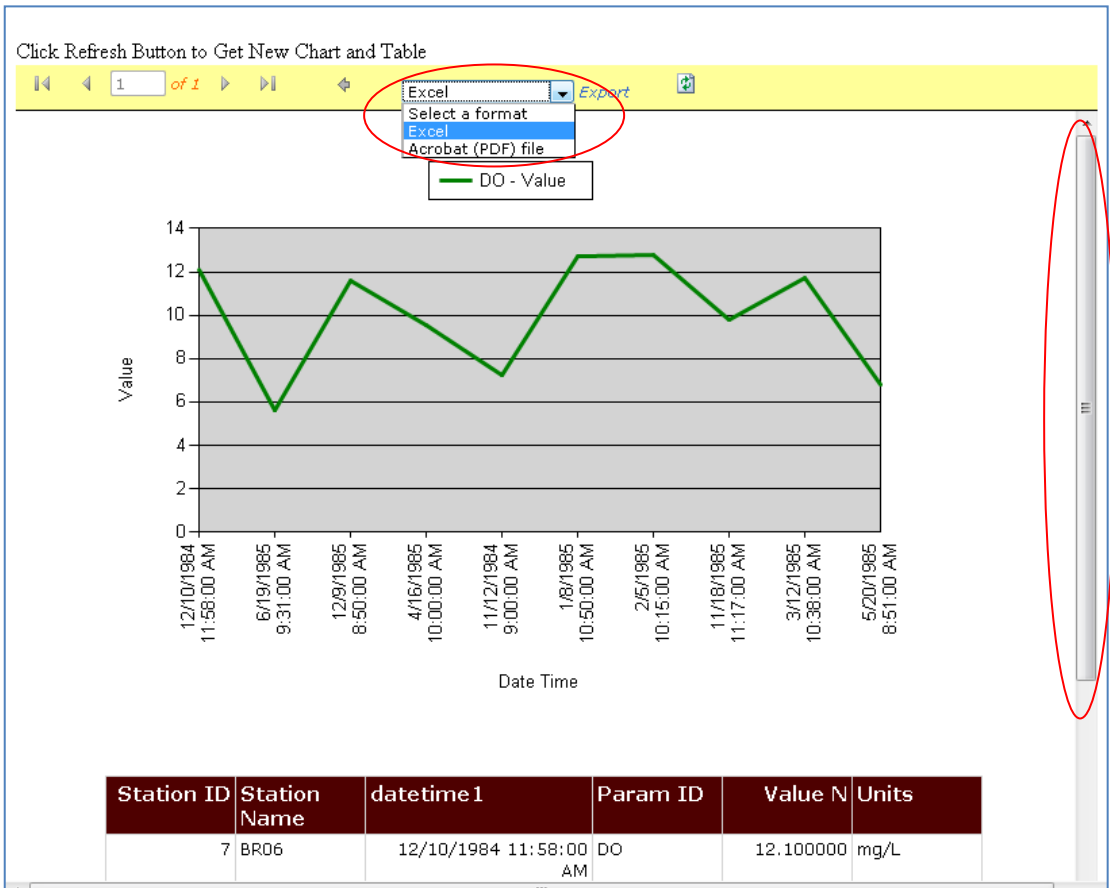 Click Refresh Button to Get New Chart and Table
1 of 1 Excel Export
Select a format
Excel
Acrobat (PDF) file
DO - Value
14
12
10
8
6
4
2
0
Value
12/10/1984 11:58:00 AM
6/19/1985 9:31:00 AM
12/9/1985 8:50:00 AM
4/16/1985 10:00:00 AM
11/12/1984 9:00:00 AM
1/8/1985 10:50:00 AM
2/5/1985 10:15:00 AM
11/18/1985 11:17:00 AM
3/12/1985 10:38:00 AM
5/20/1985 8:51:00 AM
Date Time
Station ID Station Name datetime1 Param ID Value N Units
7 BR06 12/10/1984 11:58:00 AM DO 12.100000 mg/L